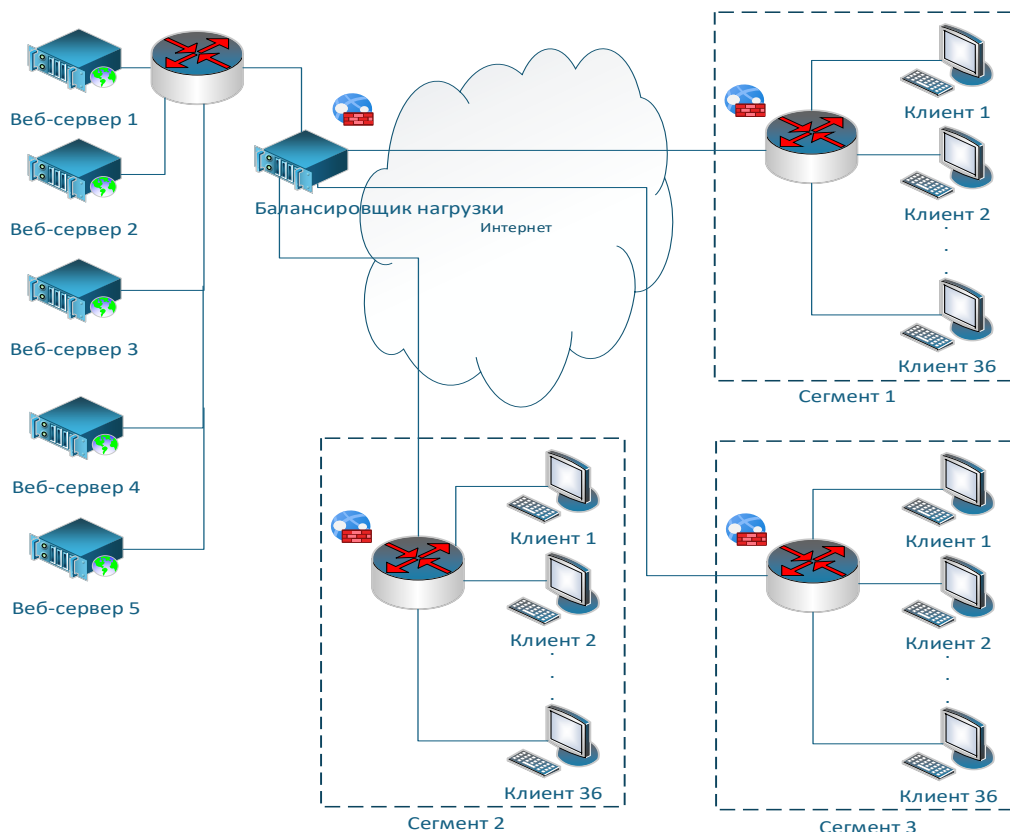 Веб-сервер 1
Веб-сервер 2
Веб-сервер 3
Веб-сервер 4
Веб-сервер 5
Балансировщик нагрузки
Интернет
Клиент 1
Клиент 2
Клиент 36
Сегмент 1
Клиент 1
Клиент 2
Клиент 36
Сегмент 2
Клиент 1
Клиент 2
Клиент 36
Сегмент 3